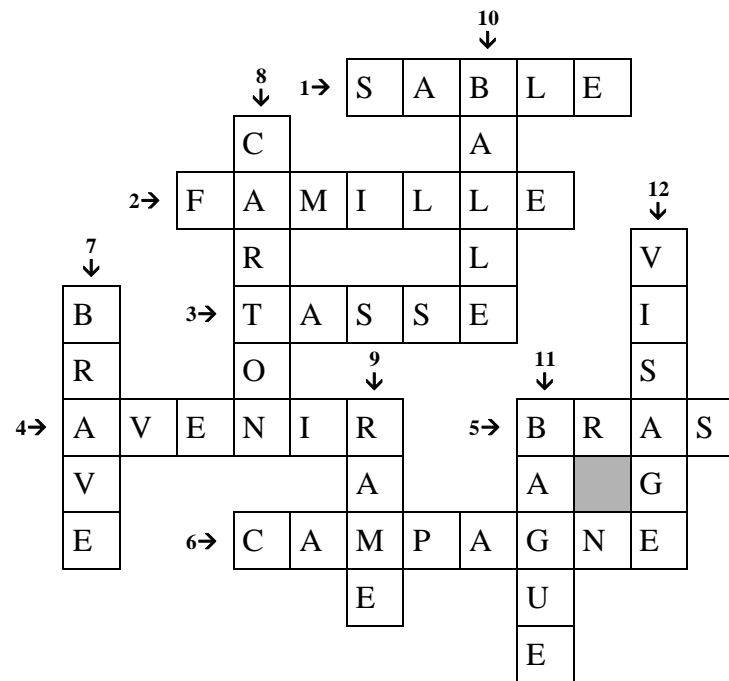 10
↓
8 1→ S A B L E
↓
C A
2→ F A M I L L E 12
↓
7 R L V
↓
B 3→ T A S S E I
R O 9 11 S
↓ ↓
4→ A V E N I R 5→ B R A S
V A A G
E 6→ C A M P A G N E
E U
E